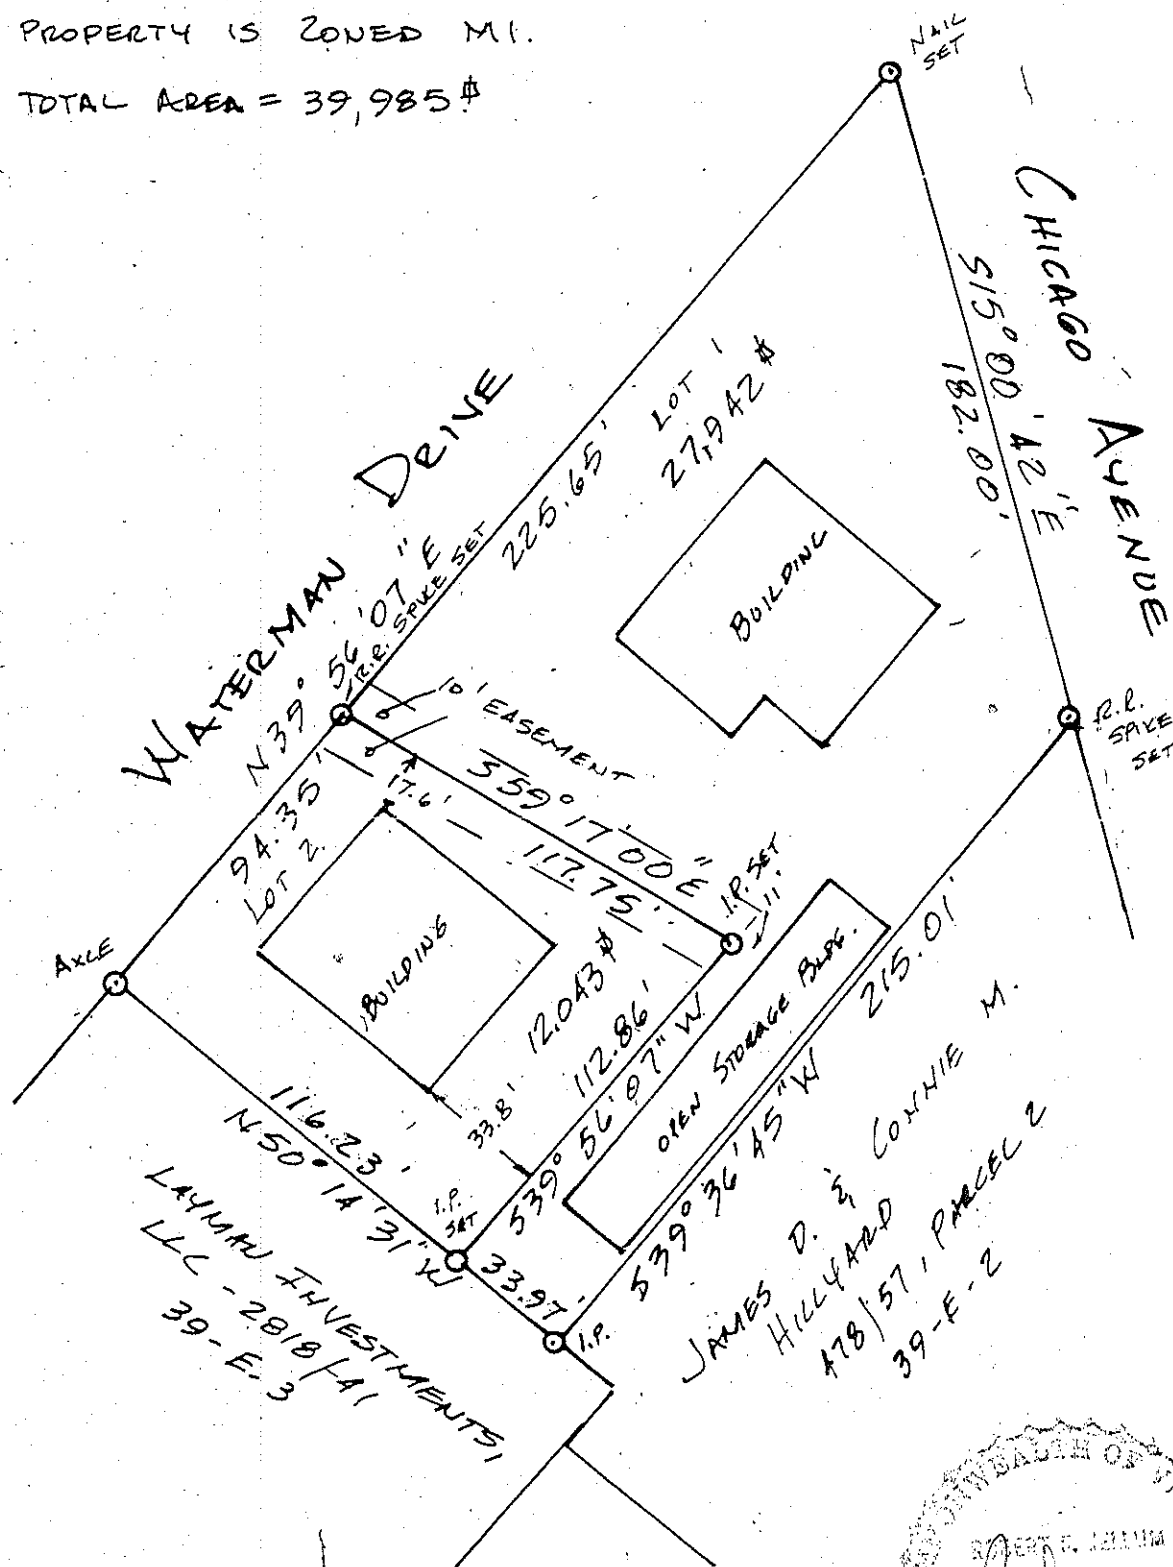 PROPERTY IS ZONED M1.
TOTAL AREA = 39,985 ⏍
NAIL
SET
CHICAGO AVENUE
S15° 00' 42" E
182.00'
LOT 1
27,942 ⏍
WATERMAN DRIVE
N39° 56' 07" E
R.R. SPIKE SET
225.65'
BUILDING
10' EASEMENT
S59° 17' 00" E
117.75'
17.6'
94.35'
LOT 2
R.R.
SPIKE
SET
I.P. SET
11'
AXLE
BUILDING
12,043 ⏍
112.86'
S39° 56' 07" W
33.8'
OPEN STORAGE BLDG.
215.01'
S39° 36' 45" W
116.23'
N50° 14' 31" W
I.P.
SET
33.97'
I.P.
LAYMAN INVESTMENTS,
LLC - 2818/41
39-E-3
JAMES D. & CONNIE M.
HILLYARD
478/57, PARCEL 2
39-E-2